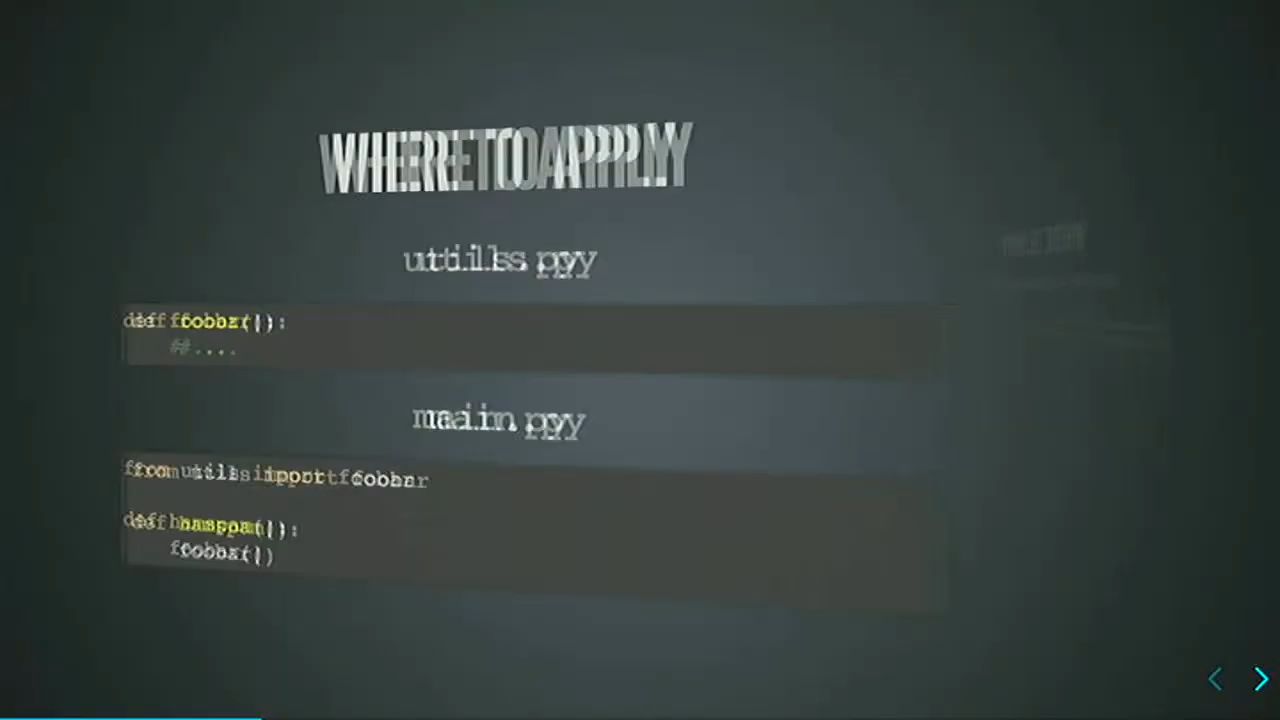 WHERE TO APPLY
utils.py
def foobar():
#...
main.py
from utils import foobar
def hamspam():
foobar()